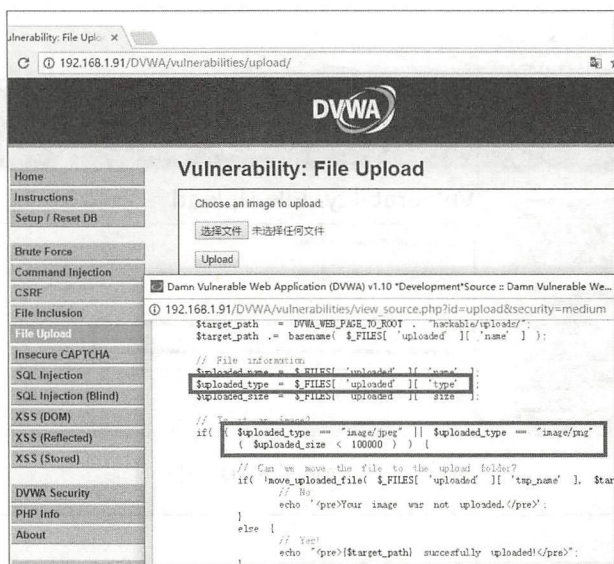 ulnerability: File Uplo ×
192.168.1.91/DVWA/vulnerabilities/upload/
DVWA
Vulnerability: File Upload
Home
Instructions
Setup / Reset DB
Brute Force
Command Injection
CSRF
File Inclusion
File Upload
Insecure CAPTCHA
SQL Injection
SQL Injection (Blind)
XSS (DOM)
XSS (Reflected)
XSS (Stored)
DVWA Security
PHP Info
About
Choose an image to upload:
选择文件 未选择任何文件
Upload
Damn Vulnerable Web Application (DVWA) v1.10 *Development*Source :: Damn Vulnerable We...
192.168.1.91/DVWA/vulnerabilities/view_source.php?id=upload&security=medium
$target_path = DVWA_WEB_PAGE_TO_ROOT . "hackable/uploads/";
$target_path .= basename( $_FILES[ 'uploaded' ][ 'name' ] );
// File information
$uploaded_name = $_FILES[ 'uploaded' ][ 'name' ];
$uploaded_type = $_FILES[ 'uploaded' ][ 'type' ];
$uploaded_size = $_FILES[ 'uploaded' ][ 'size' ];
// Is it an image?
if( ( $uploaded_type == "image/jpeg" || $uploaded_type == "image/png"
( $uploaded_size < 100000 ) ) {
// Can we move the file to the upload folder?
if( !move_uploaded_file( $_FILES[ 'uploaded' ][ 'tmp_name' ], $tar
// No
echo '<pre>Your image was not uploaded.</pre>';
}
else {
// Yes!
echo "<pre>{$target_path} succesfully uploaded!</pre>";
}